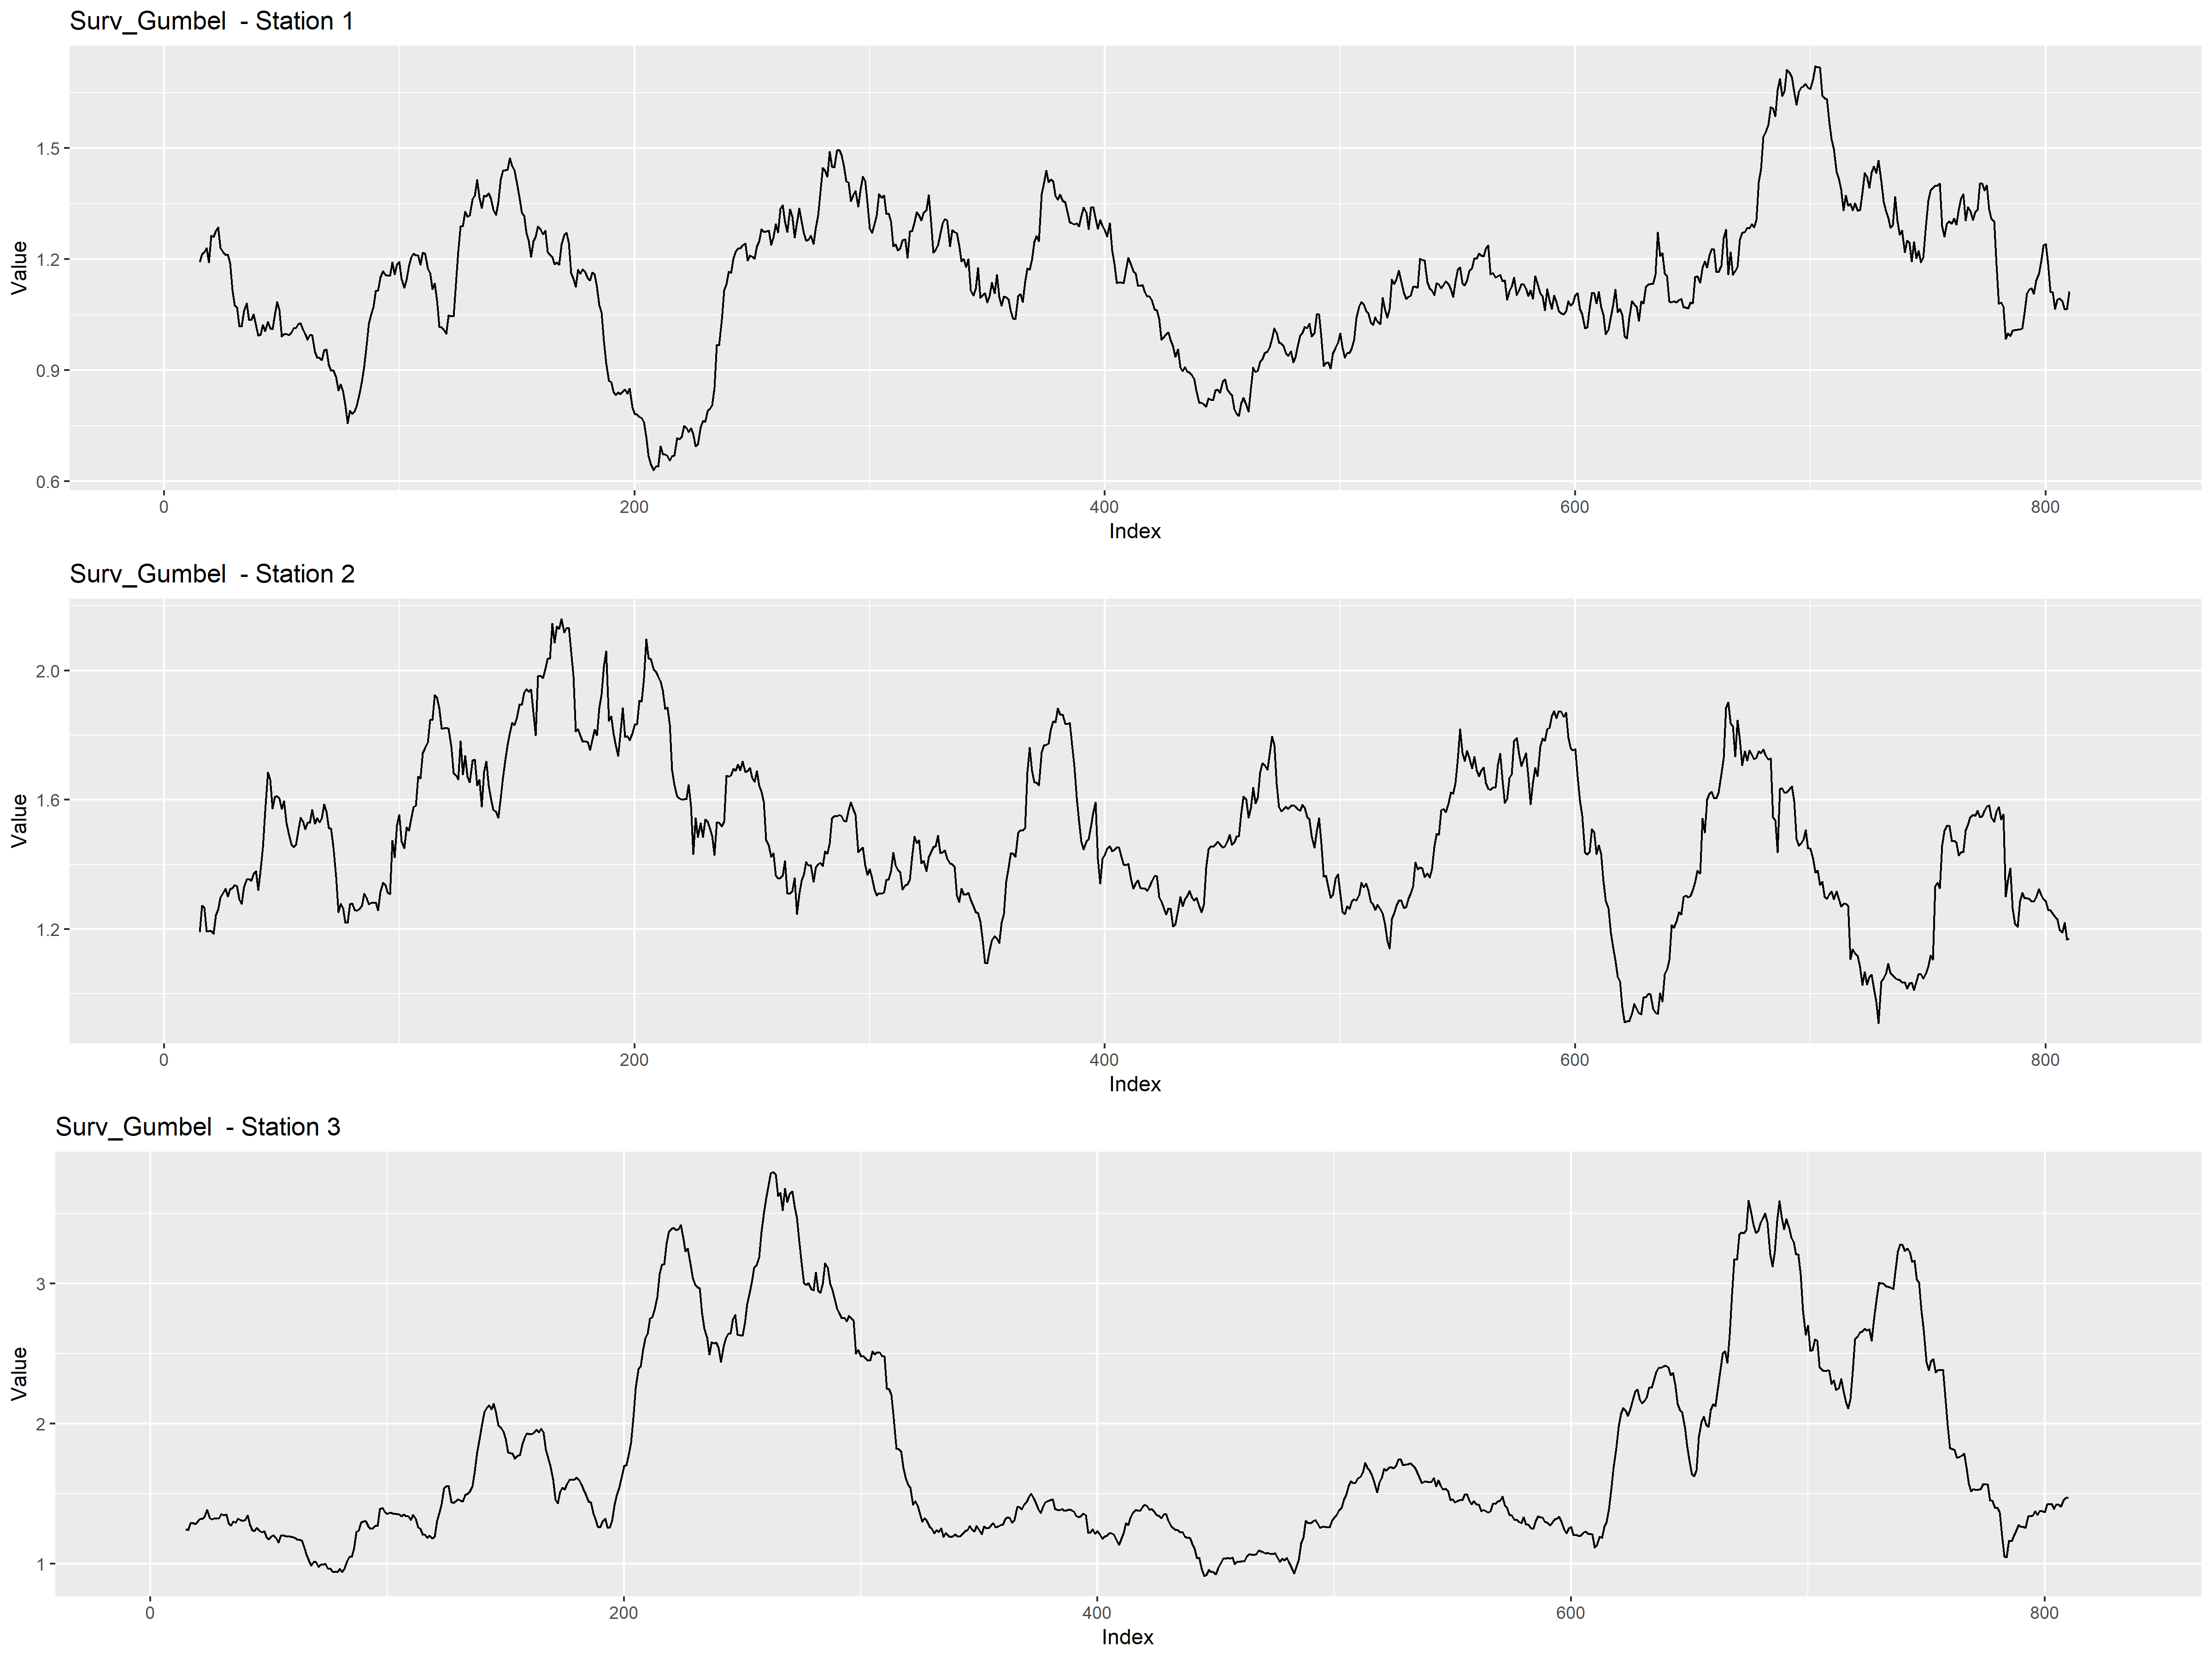 Surv_Gumbel  - Station 1
Value
1.5
1.2
0.9
0.6
0 200 400 600 800
Index
Surv_Gumbel  - Station 2
Value
2.0
1.6
1.2
0 200 400 600 800
Index
Surv_Gumbel  - Station 3
Value
3
2
1
0 200 400 600 800
Index